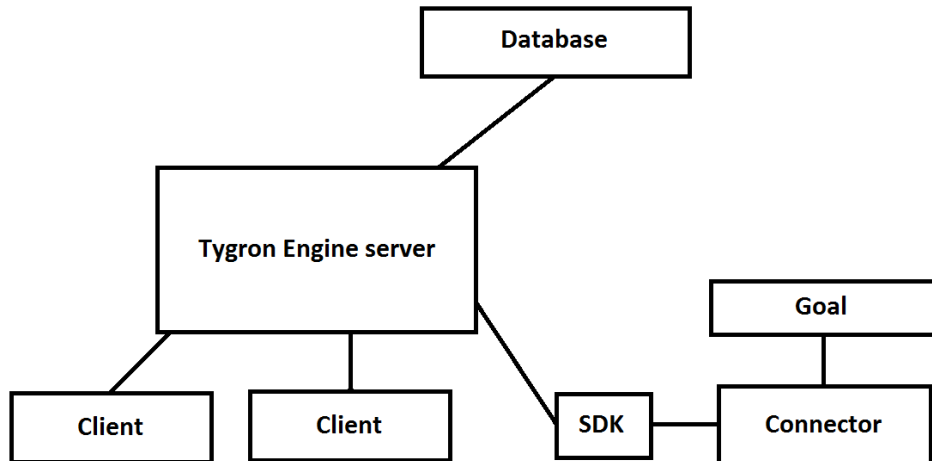 Database
Tygron Engine server
Goal
Client
Client
SDK
Connector